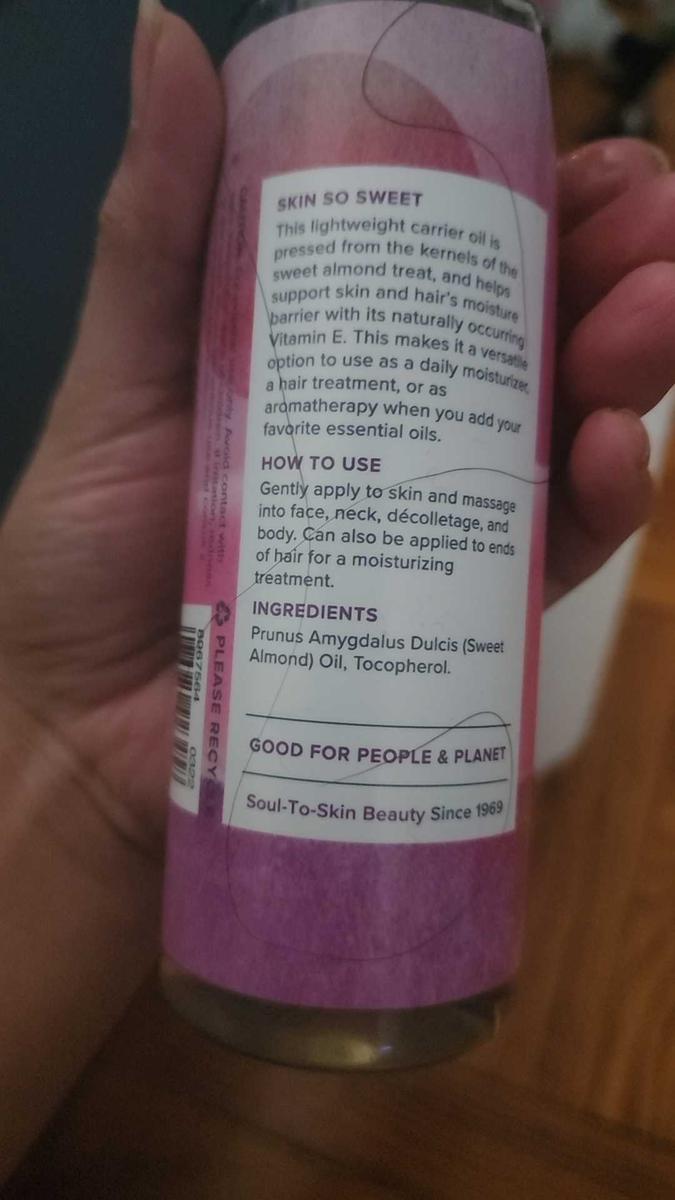 SKIN SO SWEET
This lightweight carrier oil is
pressed from the kernels of the
sweet almond treat, and helps
support skin and hair's moisture
barrier with its naturally occurring
Vitamin E. This makes it a versatile
option to use as a daily moisturizer,
a hair treatment, or as
aromatherapy when you add your
favorite essential oils.
HOW TO USE
Gently apply to skin and massage
into face, neck, décolletage, and
body. Can also be applied to ends
of hair for a moisturizing
treatment.
INGREDIENTS
Prunus Amygdalus Dulcis (Sweet
Almond) Oil, Tocopherol.
GOOD FOR PEOPLE & PLANET
Soul-To-Skin Beauty Since 1969
PLEASE RECY
only. Avoid contact with